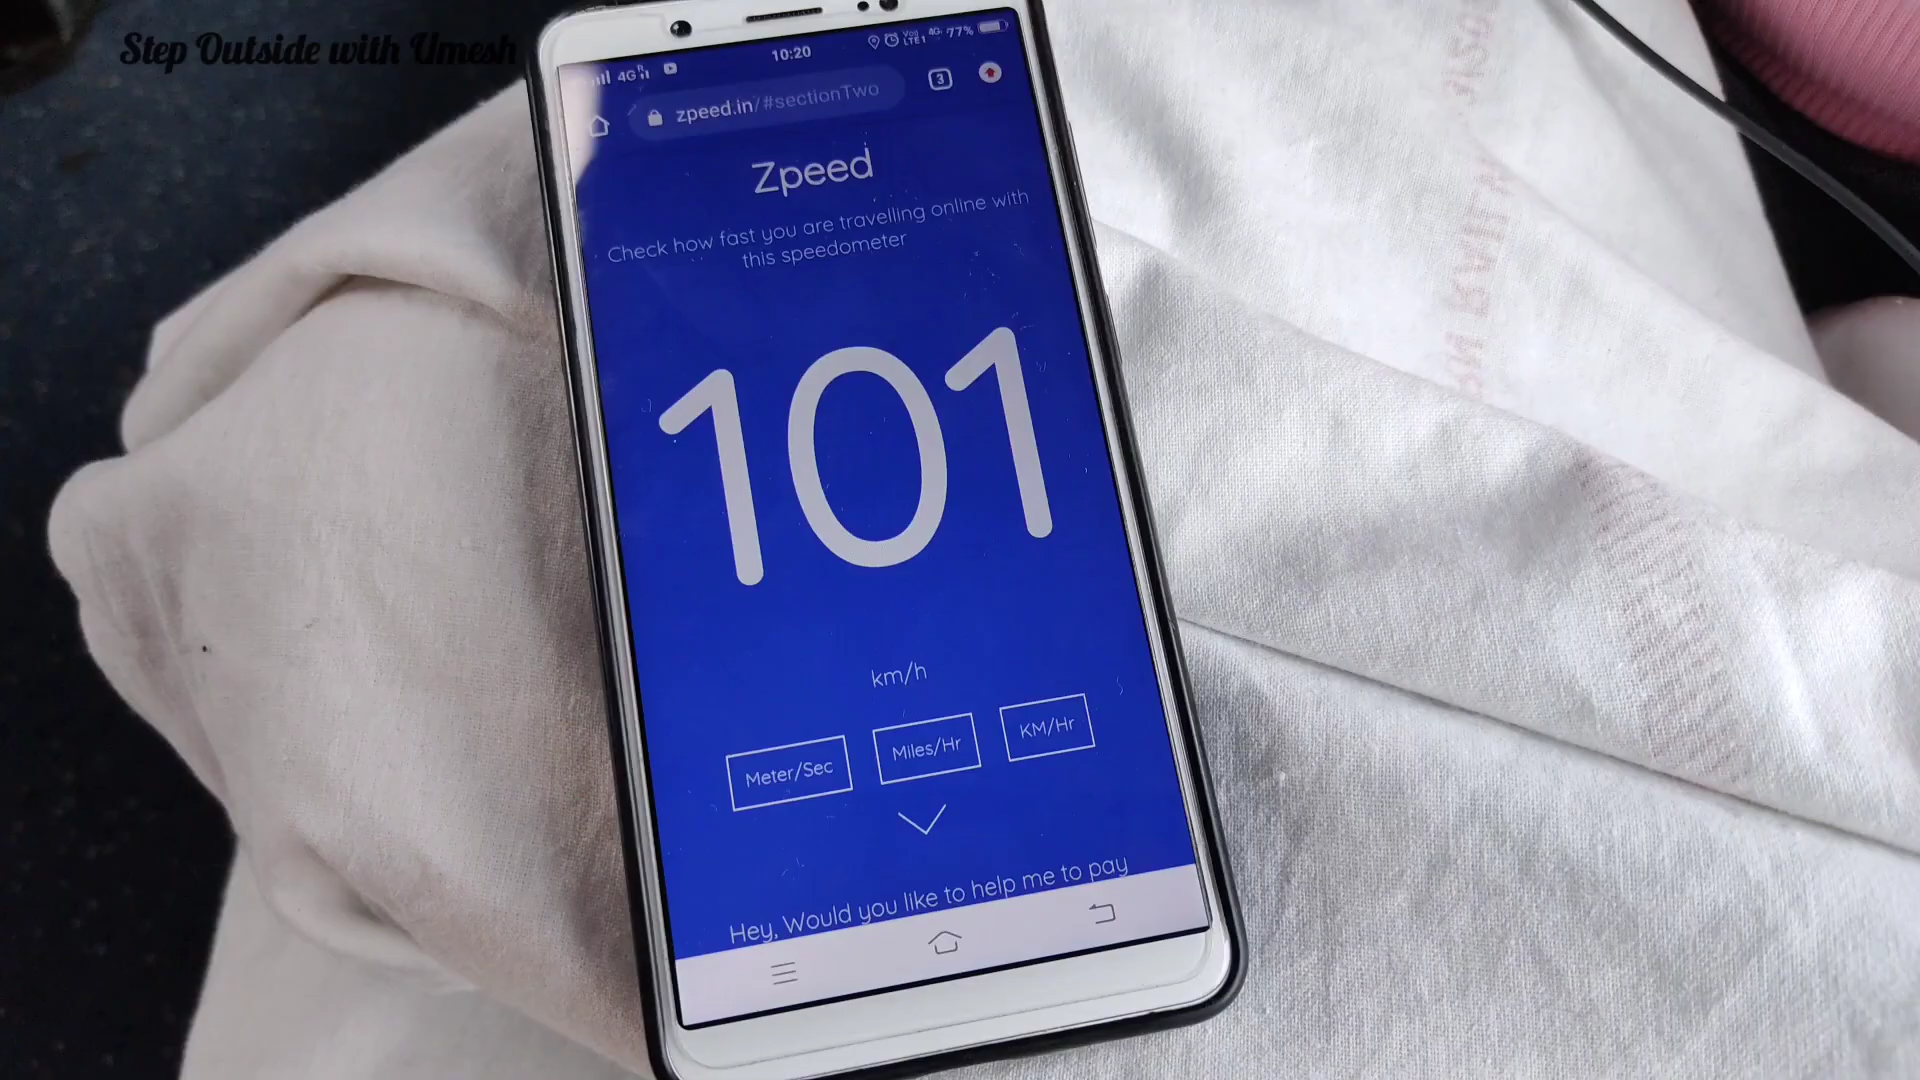 Step Outside with Umesh
10:20
4G
VoLTE1 4G 77%
zpeed.in/#sectionTwo
3
Zpeed
Check how fast you are travelling online with
this speedometer
101
km/h
Meter/Sec
Miles/Hr
KM/Hr
Hey, Would you like to help me to pay